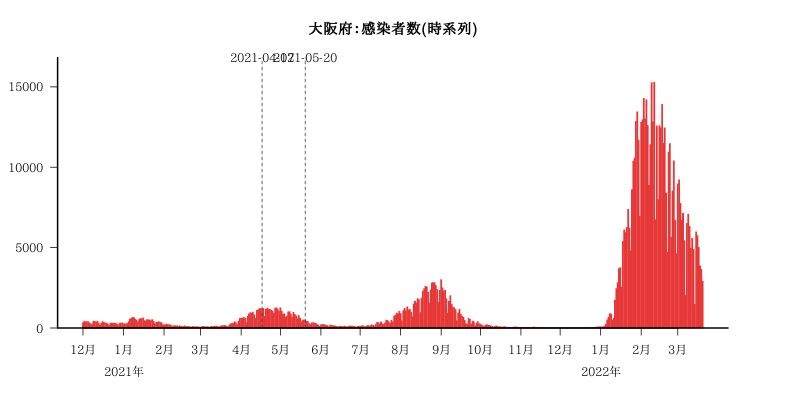 大阪府:感染者数(時系列)
2021-04-17 2021-05-20
15000
10000
5000
0
12月 1月 2月 3月 4月 5月 6月 7月 8月 9月 10月 11月 12月 1月 2月 3月
2021年 2022年